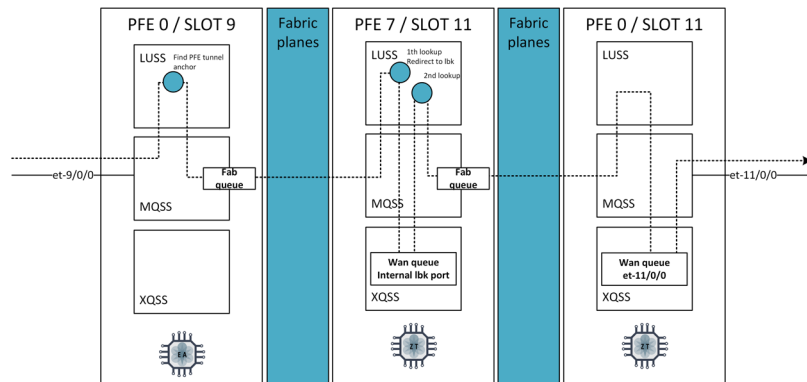 PFE 0 / SLOT 9
Fabric
planes
PFE 7 / SLOT 11
Fabric
planes
PFE 0 / SLOT 11
LUSS
Find PFE tunnel
anchor
LUSS
1th lookup
Redirect to lbk
2nd lookup
LUSS
et-9/0/0
MQSS
Fab
queue
MQSS
Fab
queue
MQSS
et-11/0/0
XQSS
Wan queue
Internal lbk port
XQSS
Wan queue
et-11/0/0
XQSS
EA
ZT
ZT